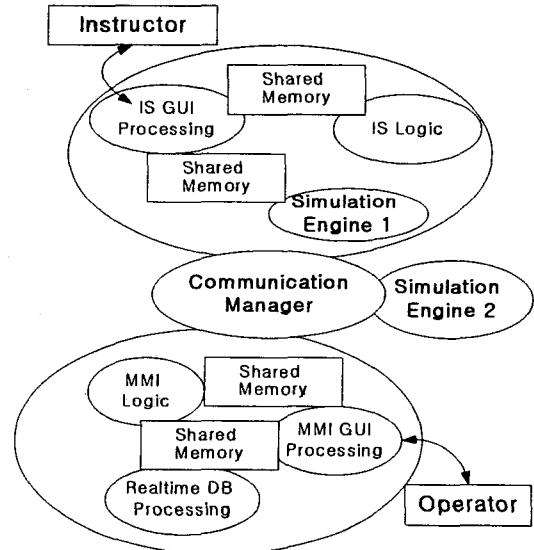 Instructor
Shared
Memory
IS GUI
Processing
IS Logic
Shared
Memory
Simulation
Engine 1
Communication
Manager
Simulation
Engine 2
MMI
Logic
Shared
Memory
Shared
Memory
MMI GUI
Processing
Realtime DB
Processing
Operator